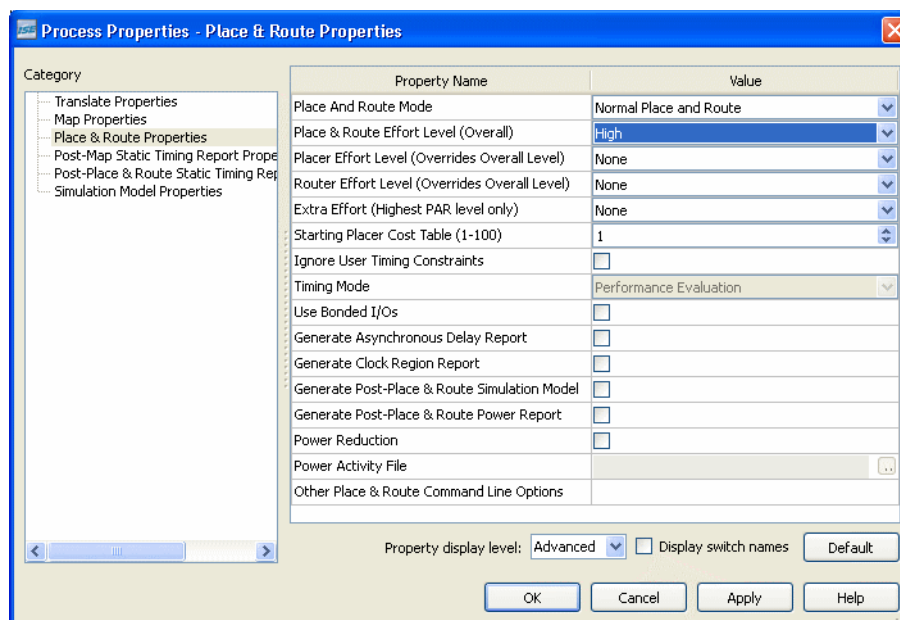 ISE Process Properties - Place & Route Properties
Category
Translate Properties
Map Properties
Place & Route Properties
Post-Map Static Timing Report Prope
Post-Place & Route Static Timing Rep
Simulation Model Properties
Property Name Value
Place And Route Mode Normal Place and Route
Place & Route Effort Level (Overall) High
Placer Effort Level (Overrides Overall Level) None
Router Effort Level (Overrides Overall Level) None
Extra Effort (Highest PAR level only) None
Starting Placer Cost Table (1-100) 1
Ignore User Timing Constraints
Timing Mode Performance Evaluation
Use Bonded I/Os
Generate Asynchronous Delay Report
Generate Clock Region Report
Generate Post-Place & Route Simulation Model
Generate Post-Place & Route Power Report
Power Reduction
Power Activity File ..
Other Place & Route Command Line Options
Property display level: Advanced Display switch names Default
OK Cancel Apply Help